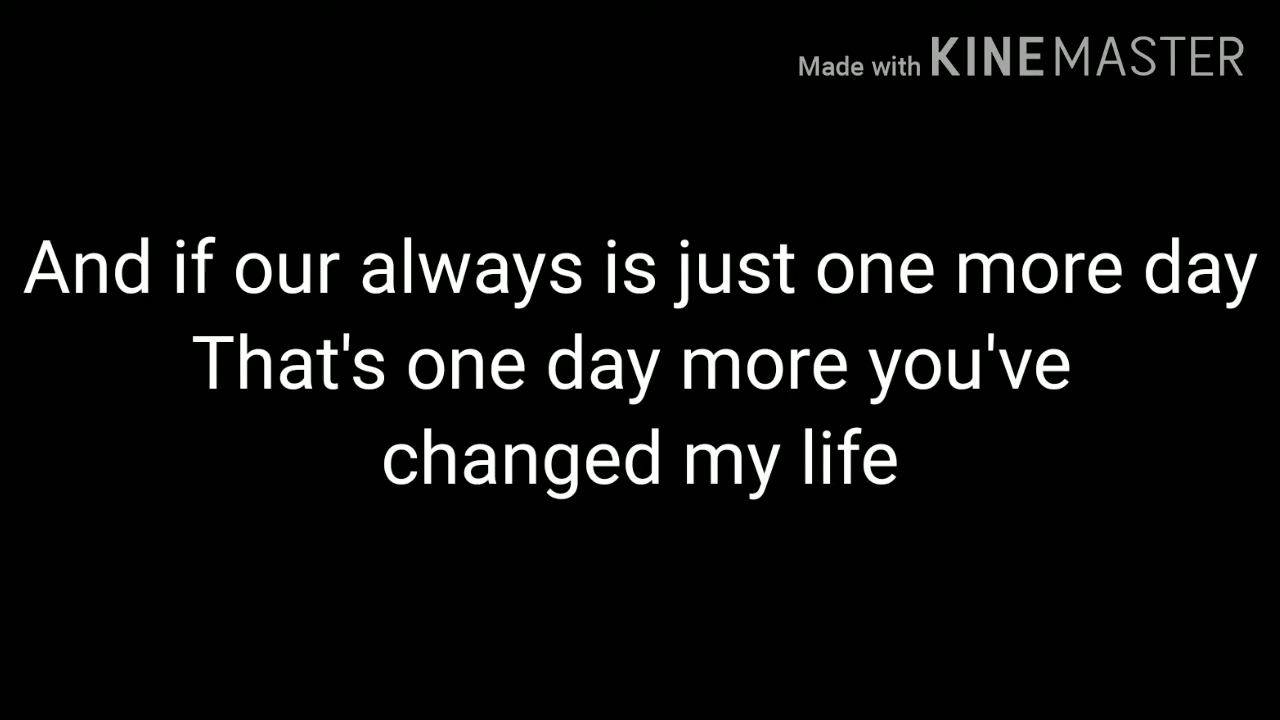 Made with KINEMASTER
And if our always is just one more day
That's one day more you've
changed my life